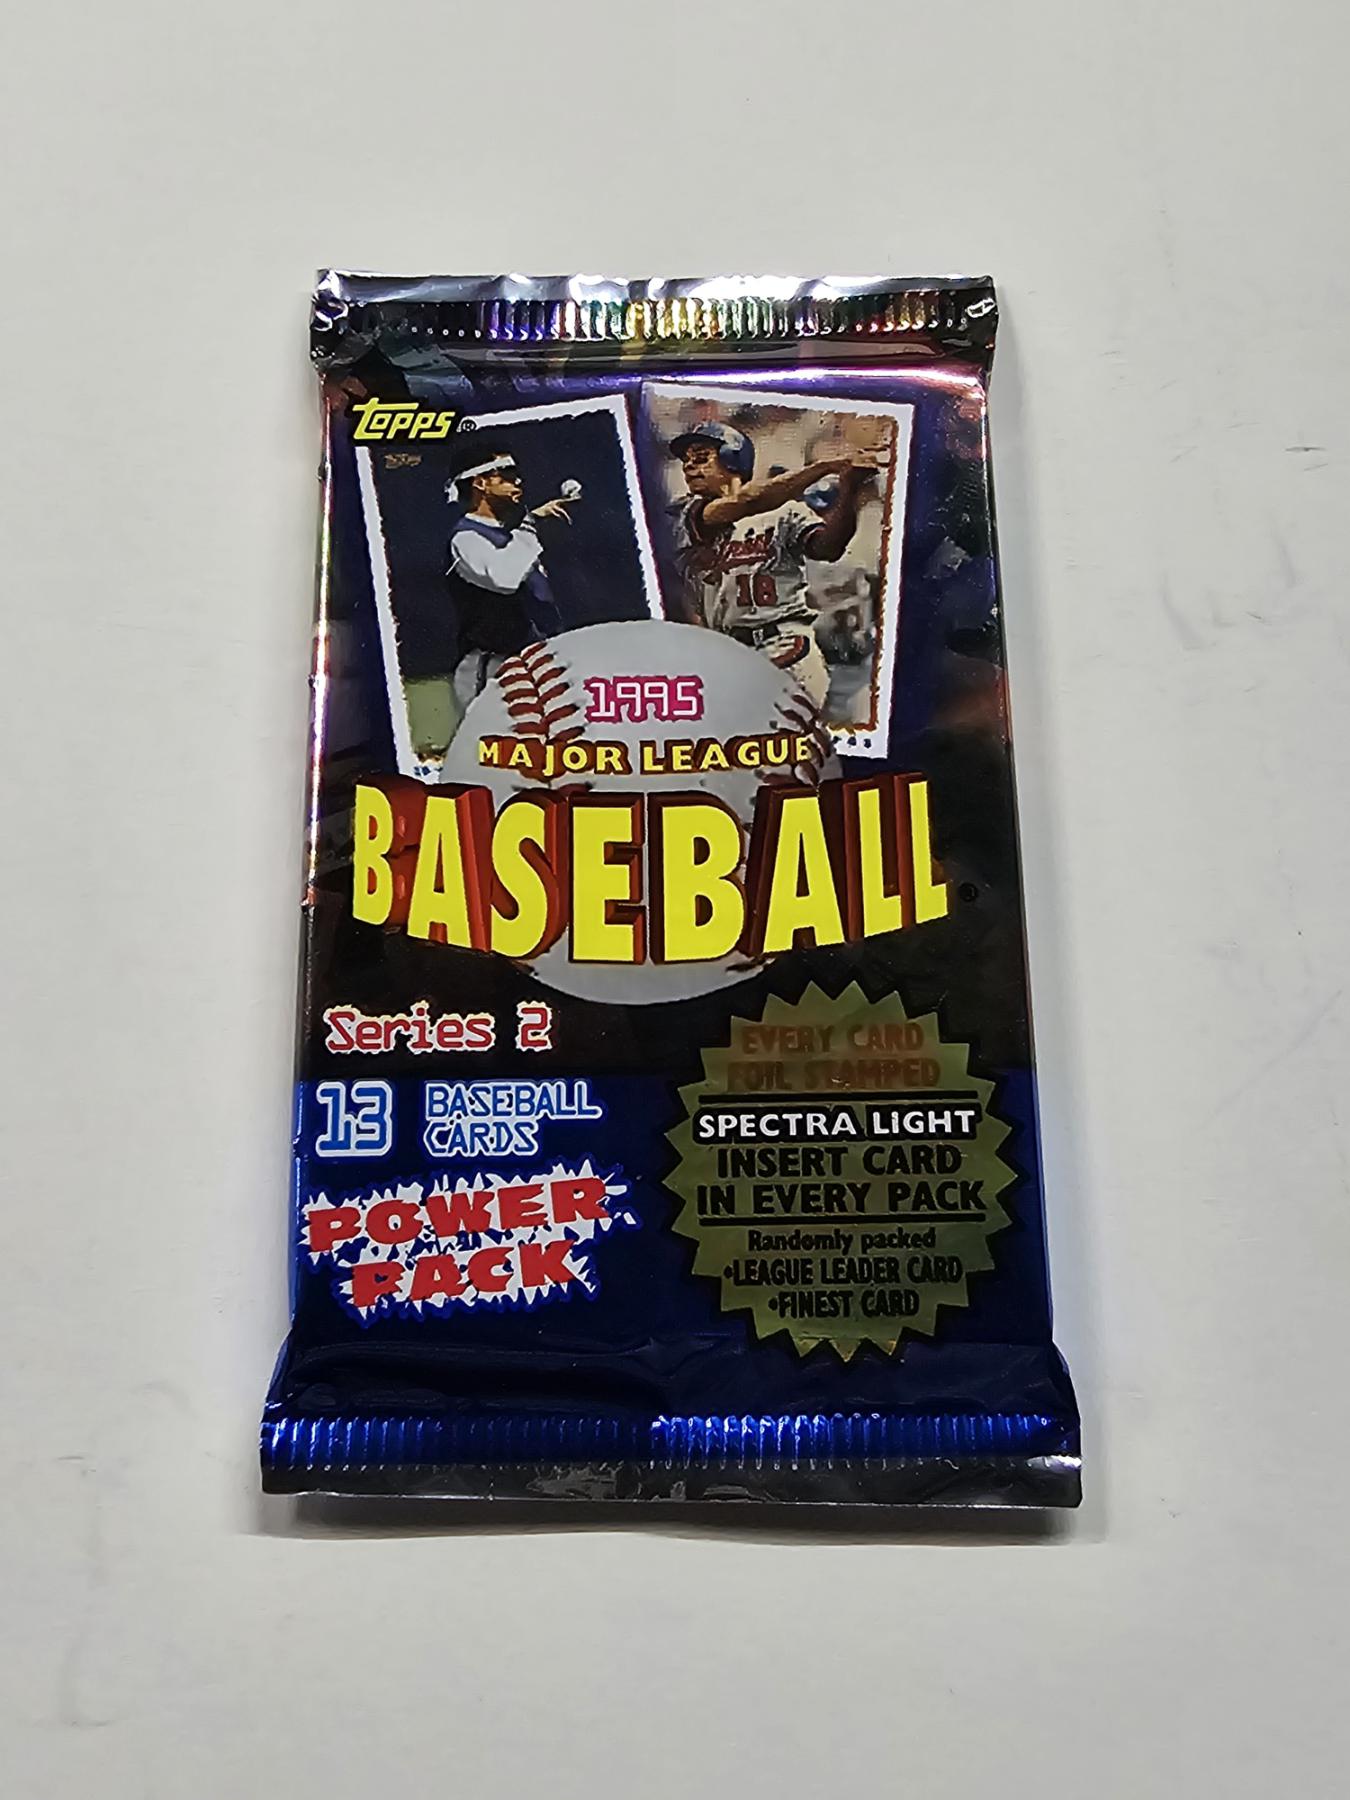 TOPPS®
18
1995
MAJOR LEAGUE
BASEBALL®
Series 2
13 BASEBALL
CARDS
POWER
PACK
EVERY CARD
FOIL STAMPED
SPECTRA LIGHT
INSERT CARD
IN EVERY PACK
Randomly packed
•LEAGUE LEADER CARD
•FINEST CARD